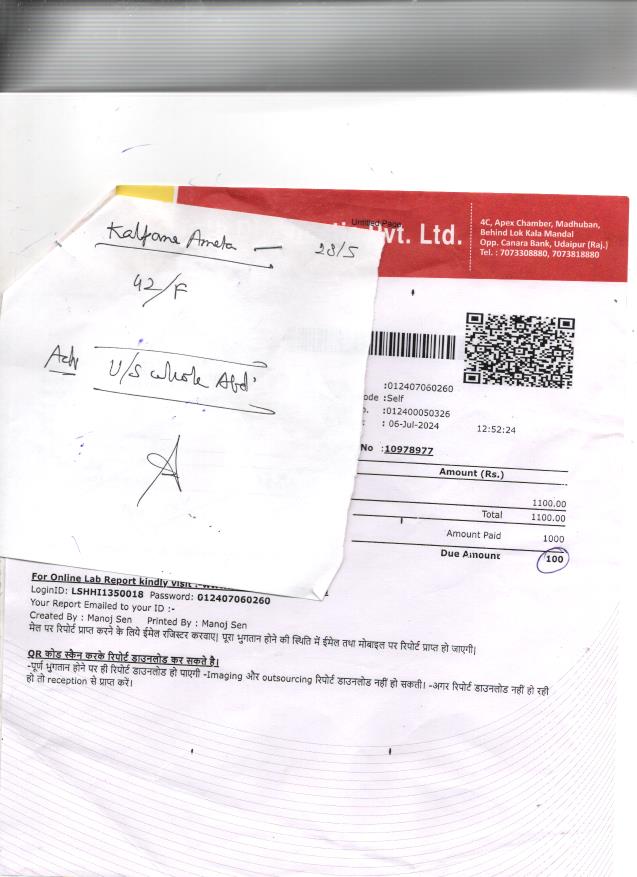 Untitled Page
Pvt. Ltd.
4C, Apex Chamber, Madhuban,
Behind Lok Kala Mandal
Opp. Canara Bank, Udaipur (Raj.)
Tel. : 7073308880, 7073818880
28/5
42/F
Adv U/S whole Abd'
:012407060260
ode :Self
o. :012400050326
: 06-Jul-2024 12:52:24
No :10978977
Amount (Rs.)
1100.00
Total 1100.00
Amount Paid 1000
Due Amount 100
For Online Lab Report kindly visit :-
LoginID: LSHHI1350018 Password: 012407060260
Your Report Emailed to your ID :-
Created By : Manoj Sen Printed By : Manoj Sen
मेल पर रिपोर्ट प्राप्त करने के लिये ईमेल रजिस्टर करवाए| पूरा भुगतान होने की स्थिति में ईमेल तथा मोबाइल पर रिपोर्ट प्राप्त हो जाएगी|
QR कोड स्कैन करके रिपोर्ट डाउनलोड कर सकते है|
-पूर्ण भुगतान होने पर ही रिपोर्ट डाउनलोड हो पाएगी -Imaging और outsourcing रिपोर्ट डाउनलोड नहीं हो सकती| -अगर रिपोर्ट डाउनलोड नहीं हो रही
हो तो reception से प्राप्त करें|